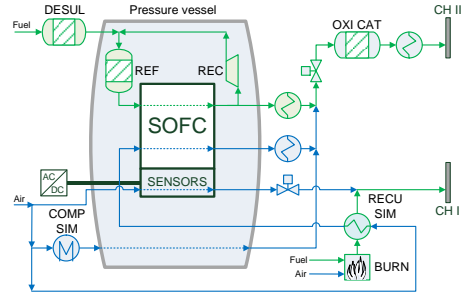 DESUL
Pressure vessel
OXI CAT
CH II
Fuel
REF
REC
SOFC
AC
DC
SENSORS
Air
COMP
SIM
RECU
SIM
CH I
Fuel
Air
BURN